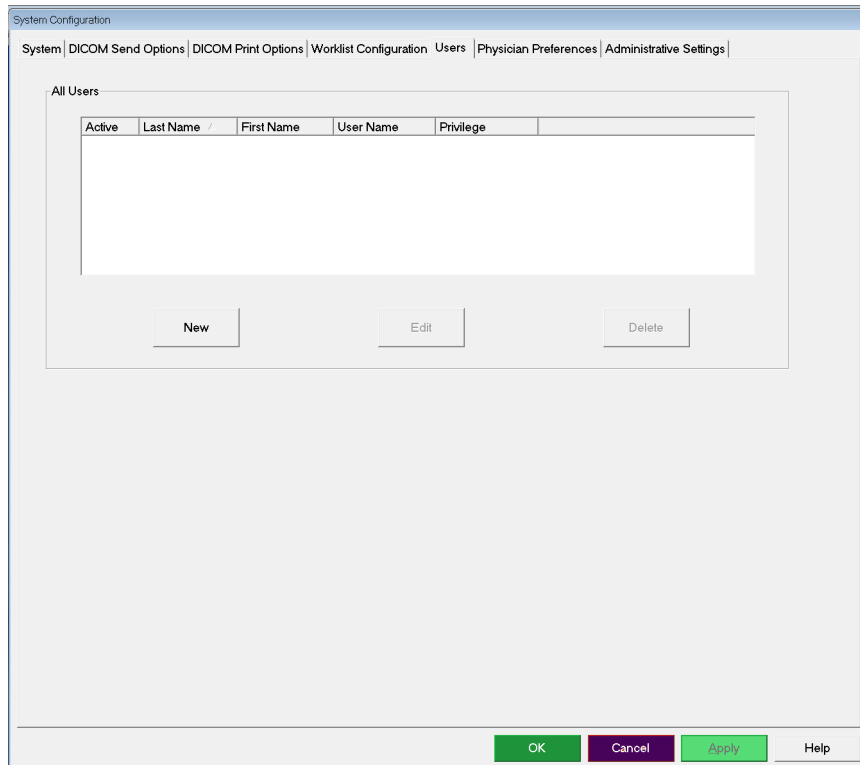 System Configuration
System DICOM Send Options DICOM Print Options Worklist Configuration Users Physician Preferences Administrative Settings
All Users
Active Last Name First Name User Name Privilege
New Edit Delete
OK Cancel Apply Help